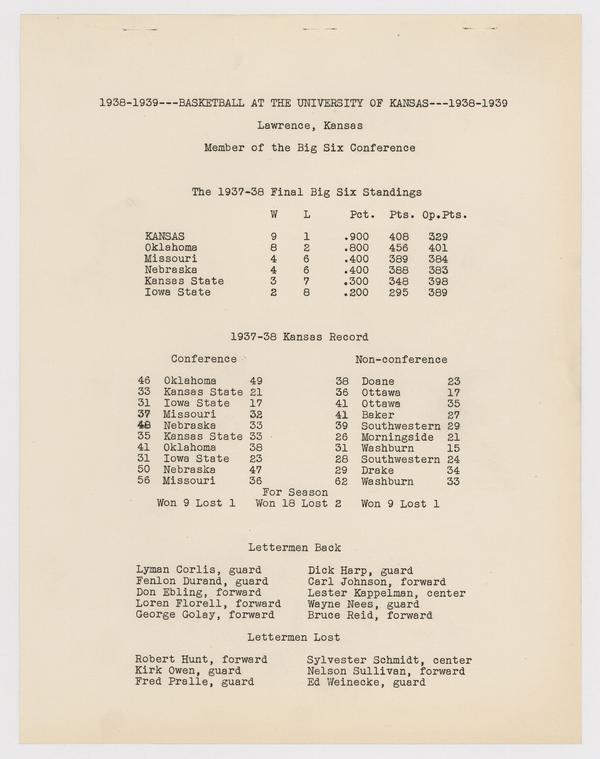 1938-1939---BASKETBALL AT THE UNIVERSITY OF KANSAS---1938-1939
Lawrence, Kansas
Member of the Big Six Conference
The 1937-38 Final Big Six Standings
W L Pct. Pts. Op.Pts.
KANSAS 9 1 .900 408 329
Oklahoma 8 2 .800 456 401
Missouri 4 6 .400 389 384
Nebraska 4 6 .400 388 383
Kansas State 3 7 .300 348 398
Iowa State 2 8 .200 295 389
1937-38 Kansas Record
Conference Non-conference
46 Oklahoma 49 38 Doane 23
33 Kansas State 21 36 Ottawa 17
31 Iowa State 17 41 Ottawa 35
37 Missouri 32 41 Baker 27
48 Nebraska 33 39 Southwestern 29
35 Kansas State 33 26 Morningside 21
41 Oklahoma 38 31 Washburn 15
31 Iowa State 23 28 Southwestern 24
50 Nebraska 47 29 Drake 34
56 Missouri 36 62 Washburn 33
For Season
Won 9 Lost 1 Won 18 Lost 2 Won 9 Lost 1
Lettermen Back
Lyman Corlis, guard Dick Harp, guard
Fenlon Durand, guard Carl Johnson, forward
Don Ebling, forward Lester Kappelman, center
Loren Florell, forward Wayne Nees, guard
George Golay, forward Bruce Reid, forward
Lettermen Lost
Robert Hunt, forward Sylvester Schmidt, center
Kirk Owen, guard Nelson Sullivan, forward
Fred Pralle, guard Ed Weinecke, guard